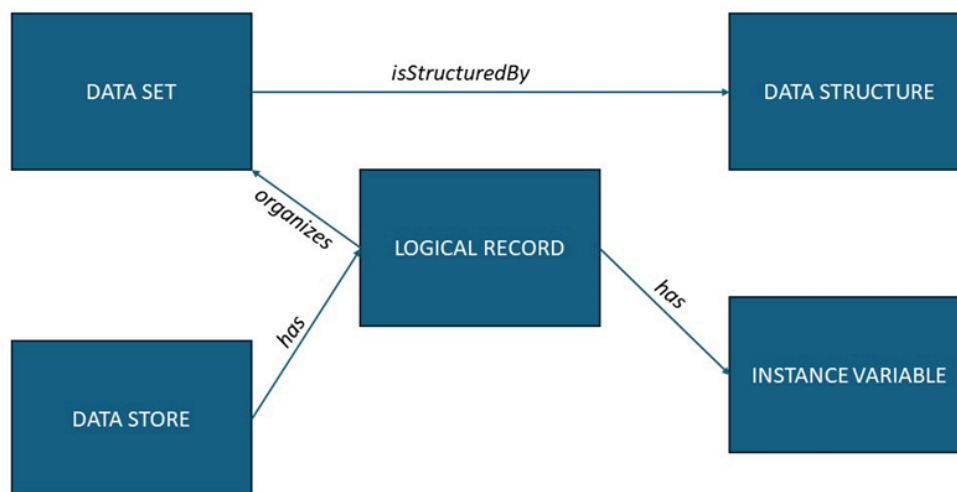 DATA SET
isStructuredBy
DATA STRUCTURE
organizes
LOGICAL RECORD
has
has
INSTANCE VARIABLE
DATA STORE